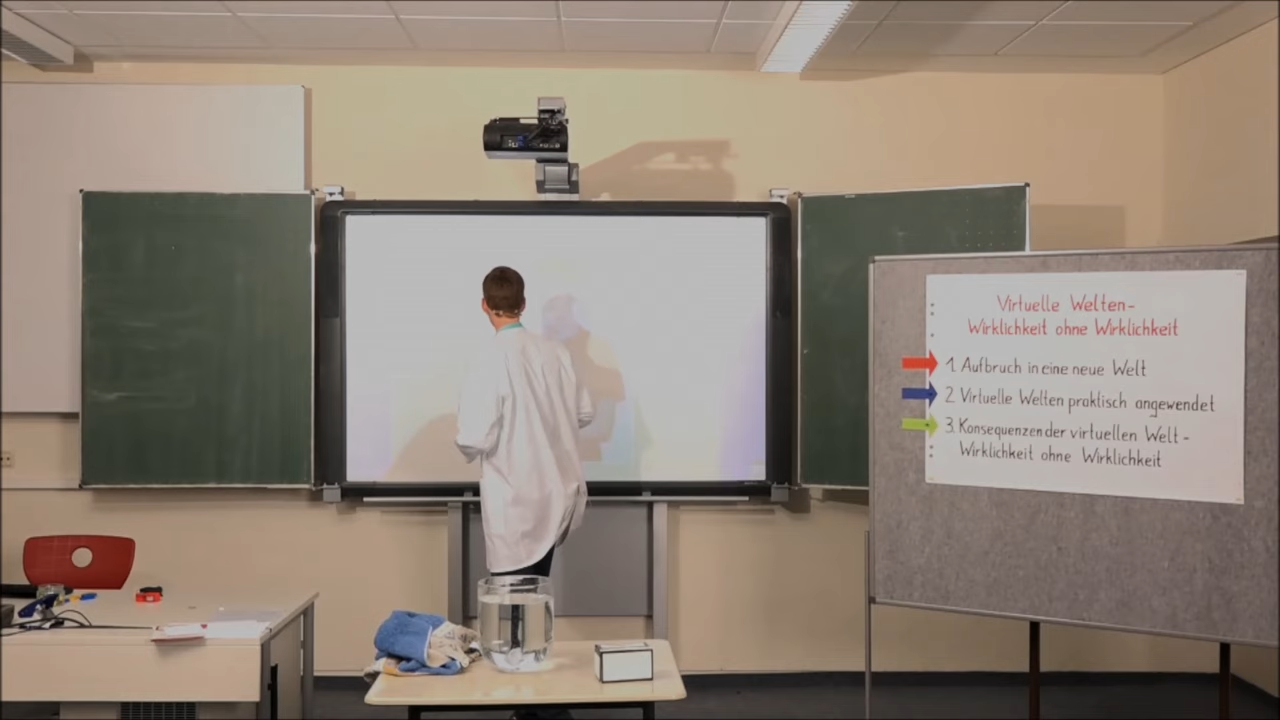 Virtuelle Welten-
Wirklichkeit ohne Wirklichkeit
1. Aufbruch in eine neue Welt
2. Virtuelle Welten praktisch angewendet
3. Konsequenzen der virtuellen Welt -
Wirklichkeit ohne Wirklichkeit